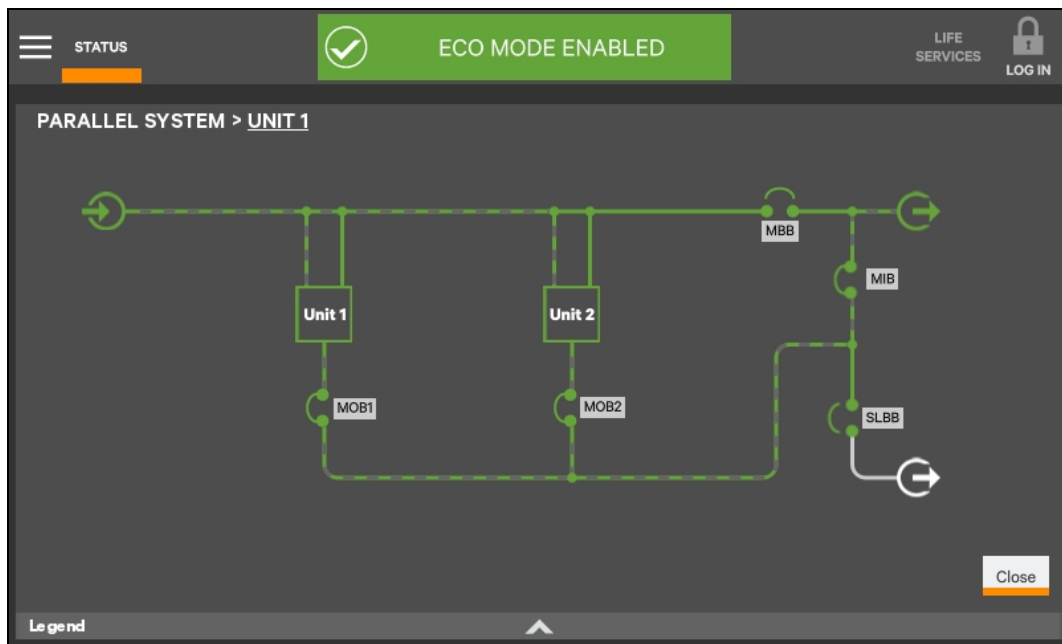 STATUS
ECO MODE ENABLED
LIFE
SERVICES
LOG IN
PARALLEL SYSTEM > UNIT 1
MBB
MIB
Unit 1
Unit 2
MOB1
MOB2
SLBB
Close
Legend